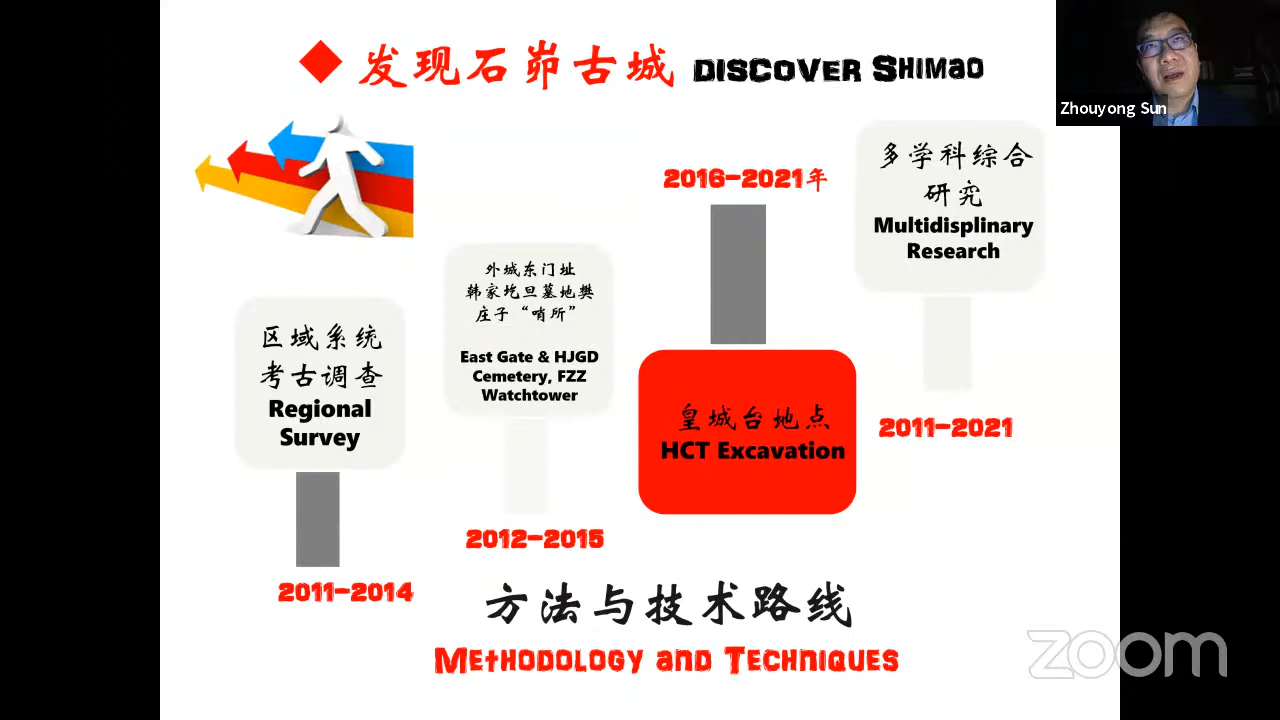 ◆ 发现石峁古城 DISCOVER SHIMAO
Zhouyong Sun
多学科综合
研究
Multidisplinary
Research
2016-2021年
外城东门址
韩家圪旦墓地樊
庄子“哨所”
East Gate & HJGD
Cemetery, FZZ
Watchtower
区域系统
考古调查
Regional
Survey
皇城台地点
HCT Excavation
2011-2021
2012-2015
2011-2014
方法与技术路线
METHODOLOGY AND TECHNIQUES
zoom